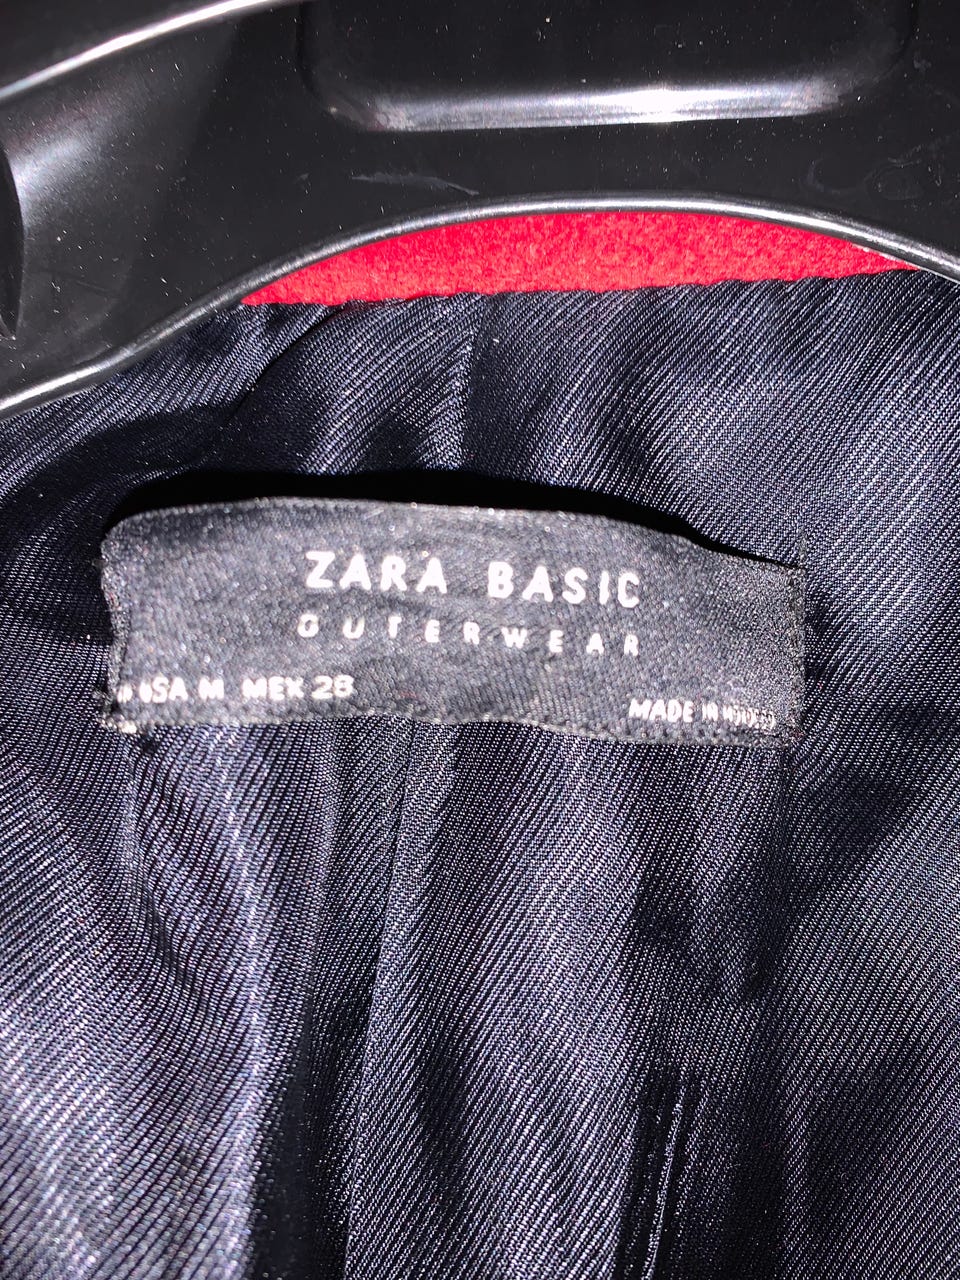 ZARA BASIC
OUTERWEAR
USA M MEX 28
MADE IN